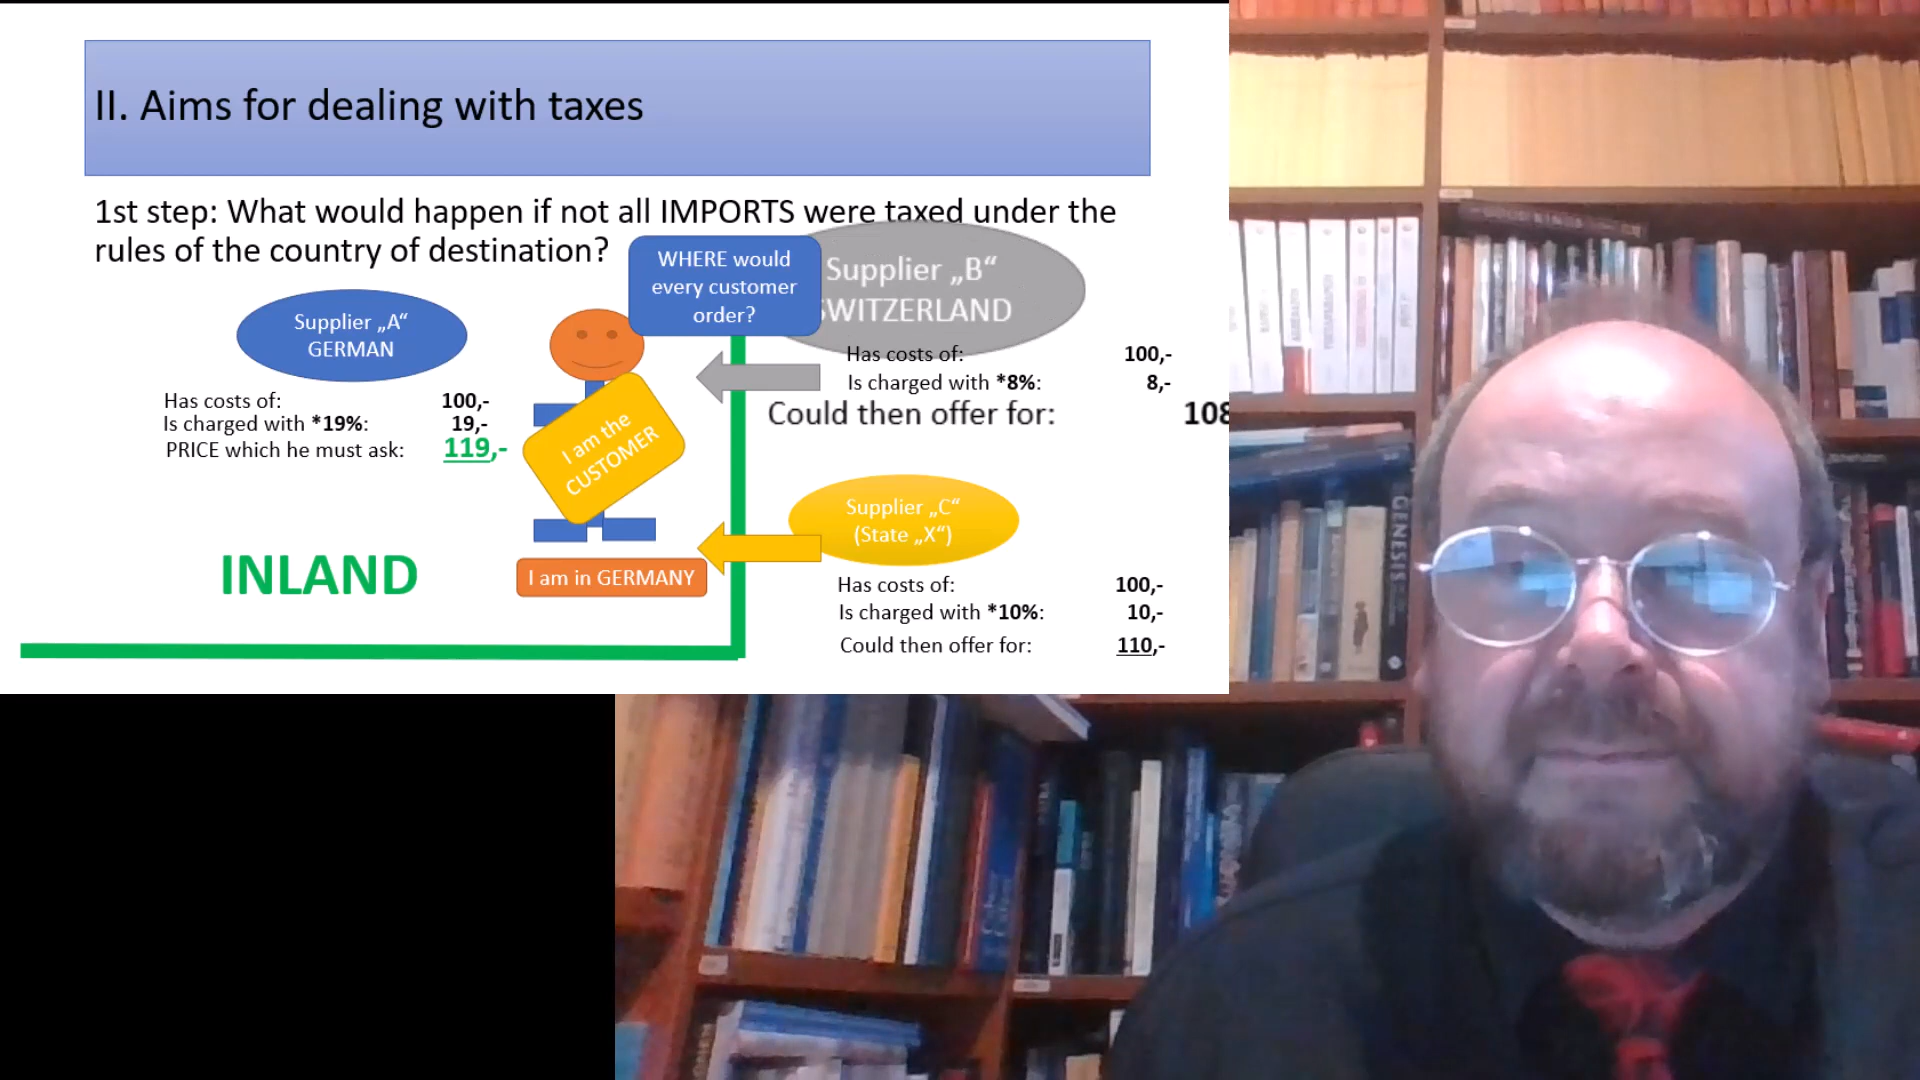 II. Aims for dealing with taxes
1st step: What would happen if not all IMPORTS were taxed under the
rules of the country of destination?
WHERE would
every customer
order?
Supplier „B“
SWITZERLAND
Supplier „A“
GERMAN
Has costs of: 100,-
Is charged with *8%: 8,-
Could then offer for: 108
Has costs of: 100,-
Is charged with *19%: 19,-
PRICE which he must ask: 119,-
I am the
CUSTOMER
Supplier „C“
(State „X“)
INLAND
I am in GERMANY
Has costs of: 100,-
Is charged with *10%: 10,-
Could then offer for: 110,-
GENESIS